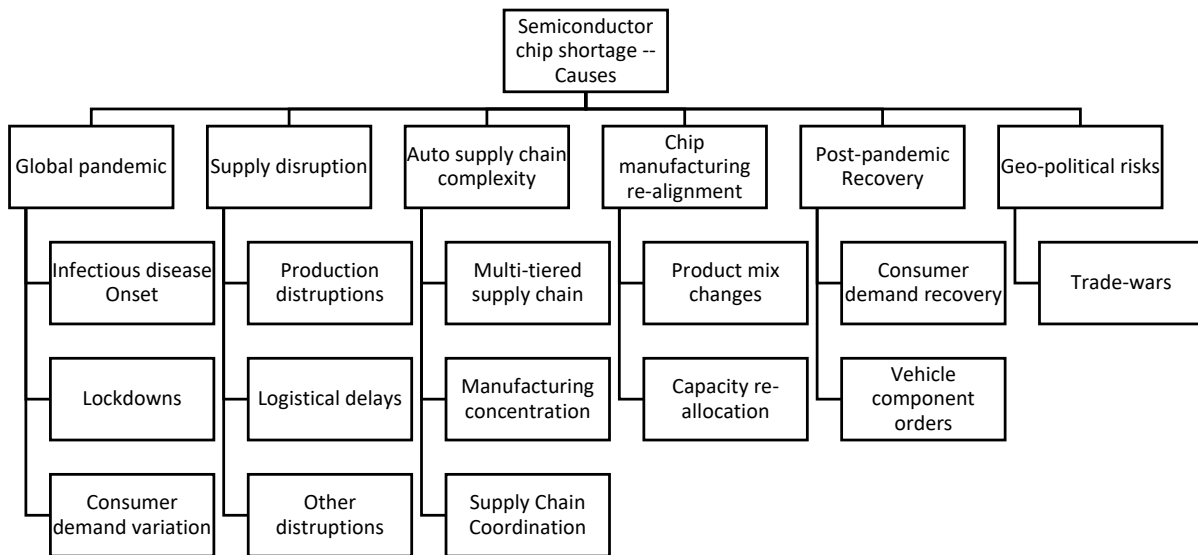 Semiconductor
chip shortage --
Causes
Global pandemic
Supply disruption
Auto supply chain
complexity
Chip
manufacturing
re-alignment
Post-pandemic
Recovery
Geo-political risks
Infectious disease
Onset
Production
distruptions
Multi-tiered
supply chain
Product mix
changes
Consumer
demand recovery
Trade-wars
Lockdowns
Logistical delays
Manufacturing
concentration
Capacity re-
allocation
Vehicle
component
orders
Consumer
demand variation
Other
distruptions
Supply Chain
Coordination